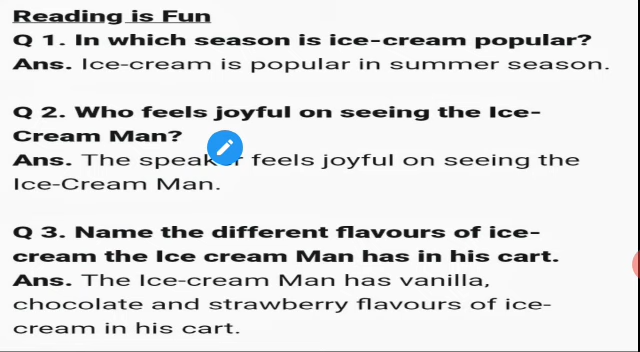 Reading is Fun
Q 1. In which season is ice-cream popular?
Ans. Ice-cream is popular in summer season.
Q 2. Who feels joyful on seeing the Ice-
Cream Man?
Ans. The speaker feels joyful on seeing the
Ice-Cream Man.
Q 3. Name the different flavours of ice-
cream the Ice cream Man has in his cart.
Ans. The Ice-cream Man has vanilla,
chocolate and strawberry flavours of ice-
cream in his cart.